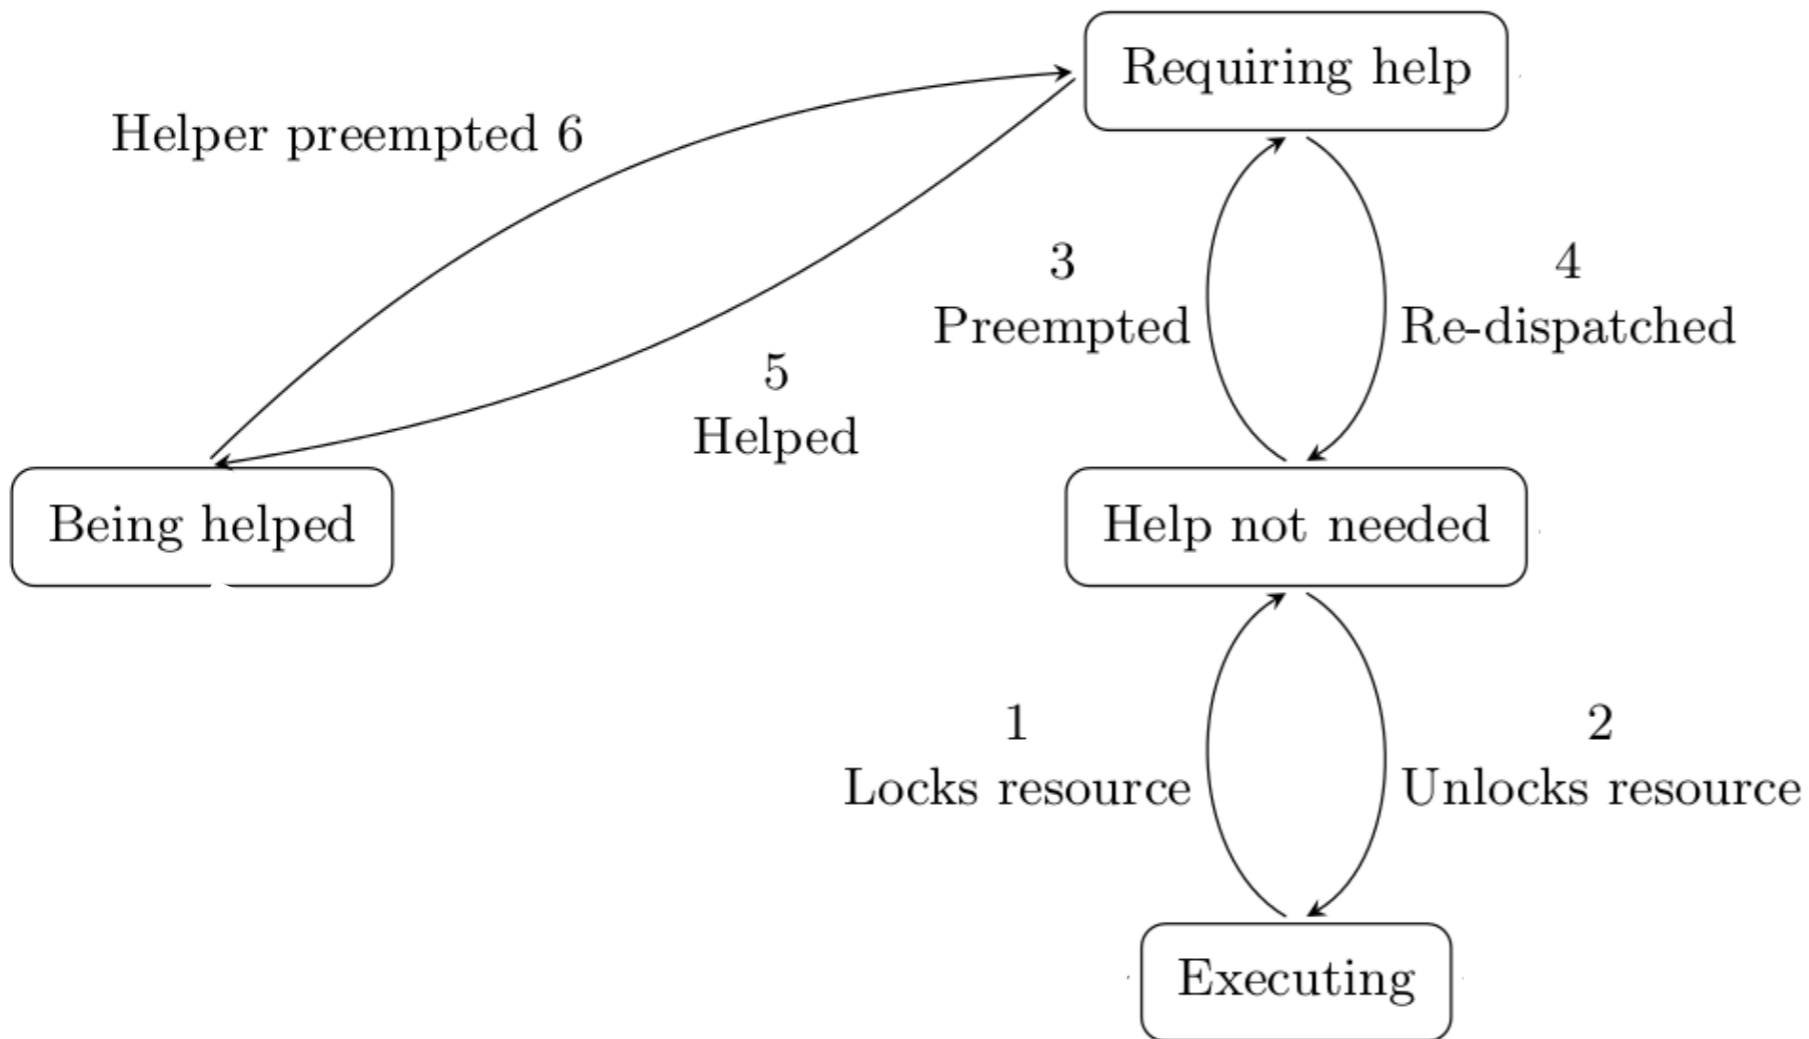 Requiring help
Helper preempted 6
3
Preempted
4
Re-dispatched
5
Helped
Being helped
Help not needed
1
Locks resource
2
Unlocks resource
Executing